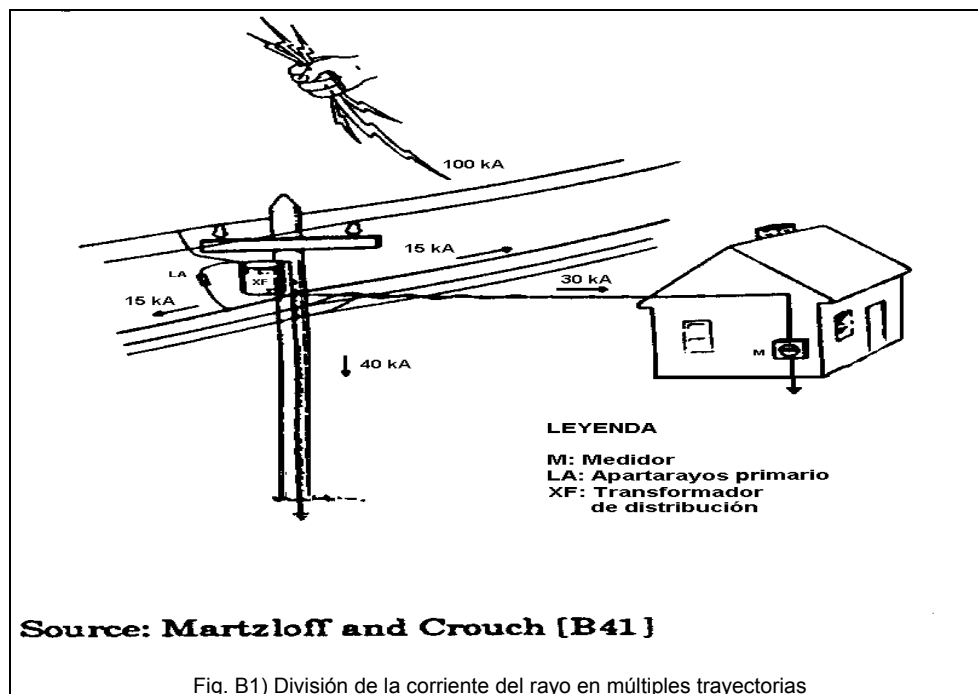 100 kA
15 kA
LA
XF
15 kA
30 kA
40 kA
M
LEYENDA
M: Medidor
LA: Apartarayos primario
XF: Transformador
de distribución
Source: Martzloff and Crouch [B41]
Fig. B1) División de la corriente del rayo en múltiples trayectorias